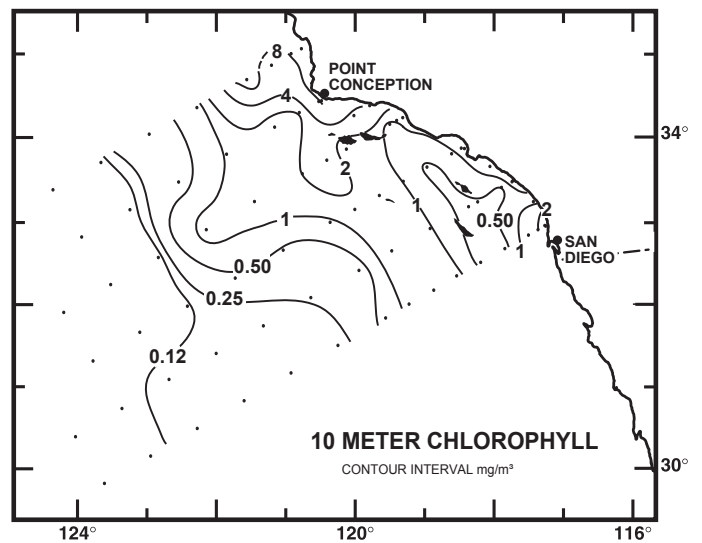 8
POINT
CONCEPTION
4
34°
2
1
1
0.50
2
SAN
DIEGO
1
0.50
0.25
0.12
10 METER CHLOROPHYLL
CONTOUR INTERVAL mg/m³
30°
124°
120°
116°